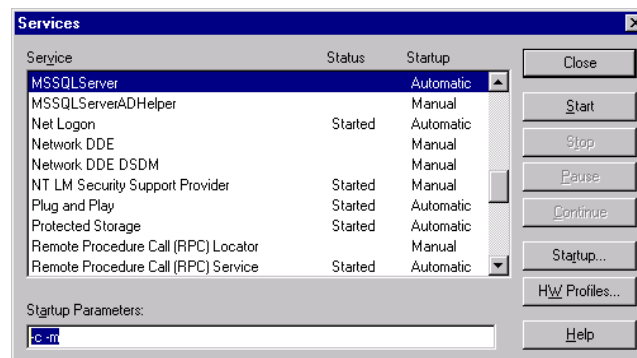 Services
Service Status Startup
MSSQLServer Automatic
MSSQLServerADHelper Manual
Net Logon Started Automatic
Network DDE Manual
Network DDE DSDM Manual
NT LM Security Support Provider Started Manual
Plug and Play Started Automatic
Protected Storage Started Automatic
Remote Procedure Call (RPC) Locator Manual
Remote Procedure Call (RPC) Service Started Automatic
Startup Parameters:
-c -m
Close
Start
Stop
Pause
Continue
Startup...
HW Profiles...
Help